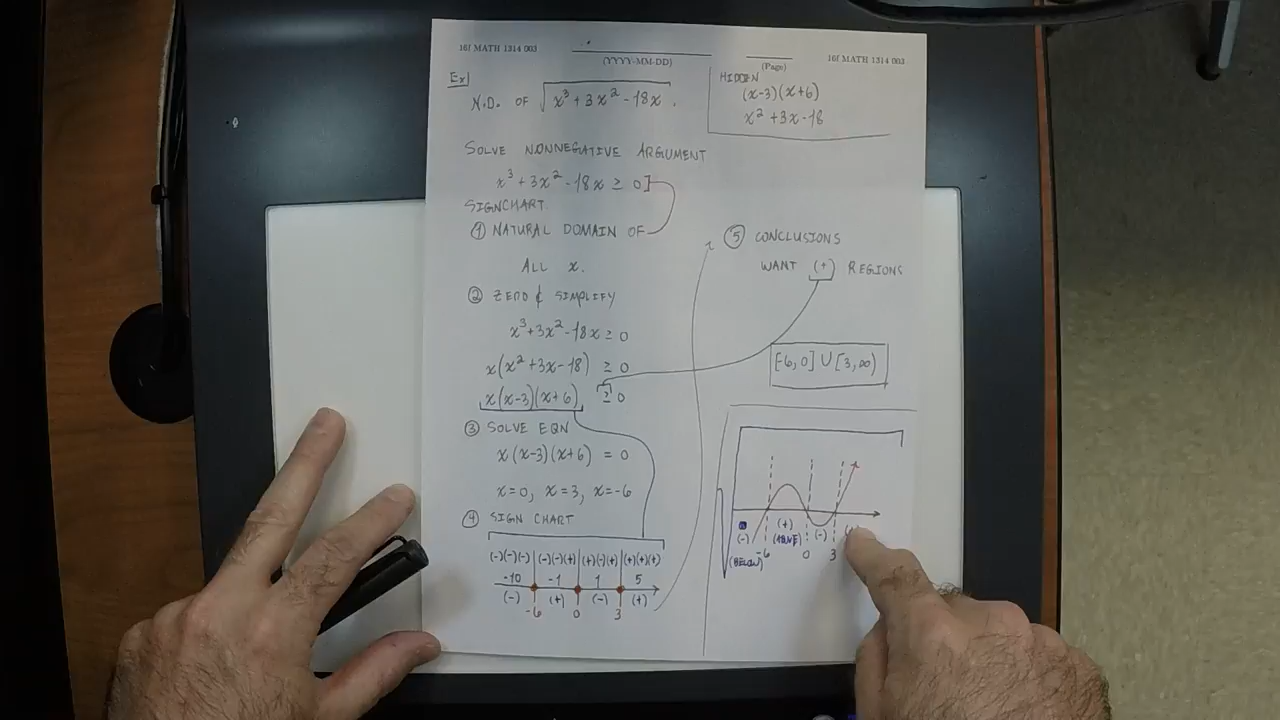 16f MATH 1314 003
(YYYY-MM-DD)
(Page)
16f MATH 1314 003
Ex]
N.D. OF √x³+3x²-18x .
HIDDEN
(x-3)(x+6)
x²+3x-18
SOLVE NONNEGATIVE ARGUMENT
x³+3x²-18x ≥ 0]
SIGNCHART
① NATURAL DOMAIN OF
ALL x.
② ZERO & SIMPLIFY
x³+3x²-18x ≥ 0
x(x²+3x-18) ≥ 0
x(x-3)(x+6) ≥ 0
③ SOLVE EQN
x(x-3)(x+6) = 0
x=0, x=3, x=-6
④ SIGN CHART
(-)(-)(-) (-)(-)(+) (+)(-)(+) (+)(+)(+)
-10 -1 1 5
(-) (+) (-) (+)
-6 0 3
⑤ CONCLUSIONS
WANT (+) REGIONS
[-6,0] ∪ [3,∞)
(-) (+) (-)
(BELOW) (ABOVE)
-6 0 3